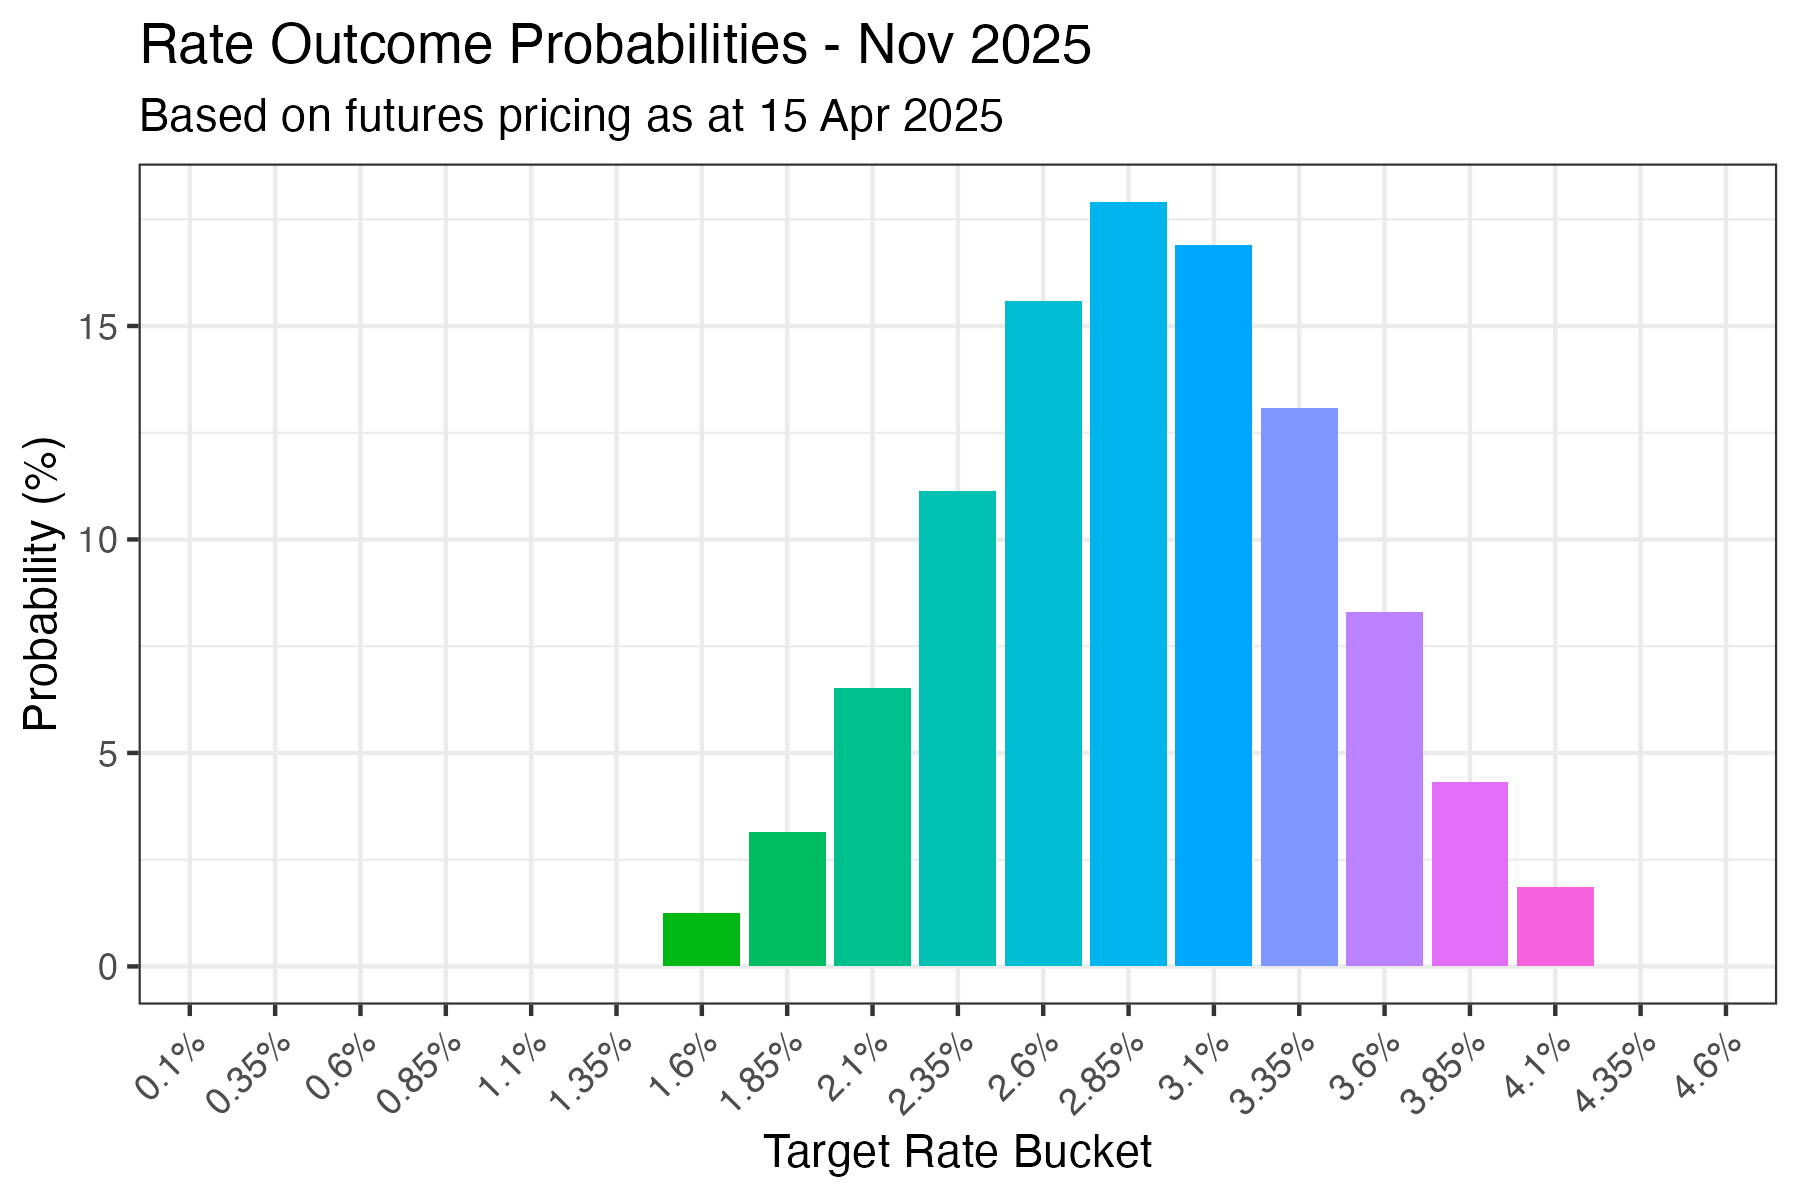 Rate Outcome Probabilities - Nov 2025
Based on futures pricing as at 15 Apr 2025
Probability (%)
15
10
5
0
0.1% 0.35% 0.6% 0.85% 1.1% 1.35% 1.6% 1.85% 2.1% 2.35% 2.6% 2.85% 3.1% 3.35% 3.6% 3.85% 4.1% 4.35% 4.6%
Target Rate Bucket